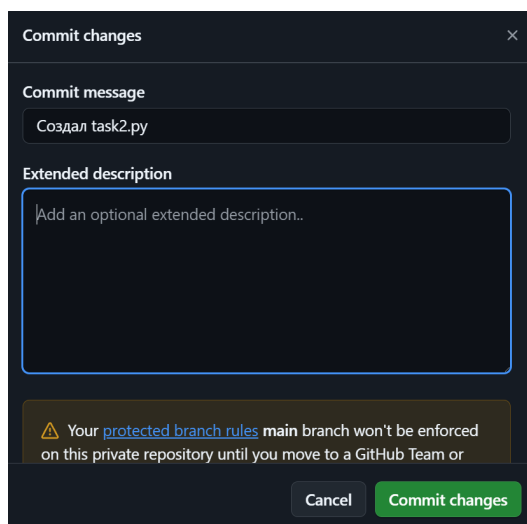 Commit changes
Commit message
Создал task2.py
Extended description
Add an optional extended description..
Your protected branch rules main branch won't be enforced
on this private repository until you move to a GitHub Team or
Cancel
Commit changes